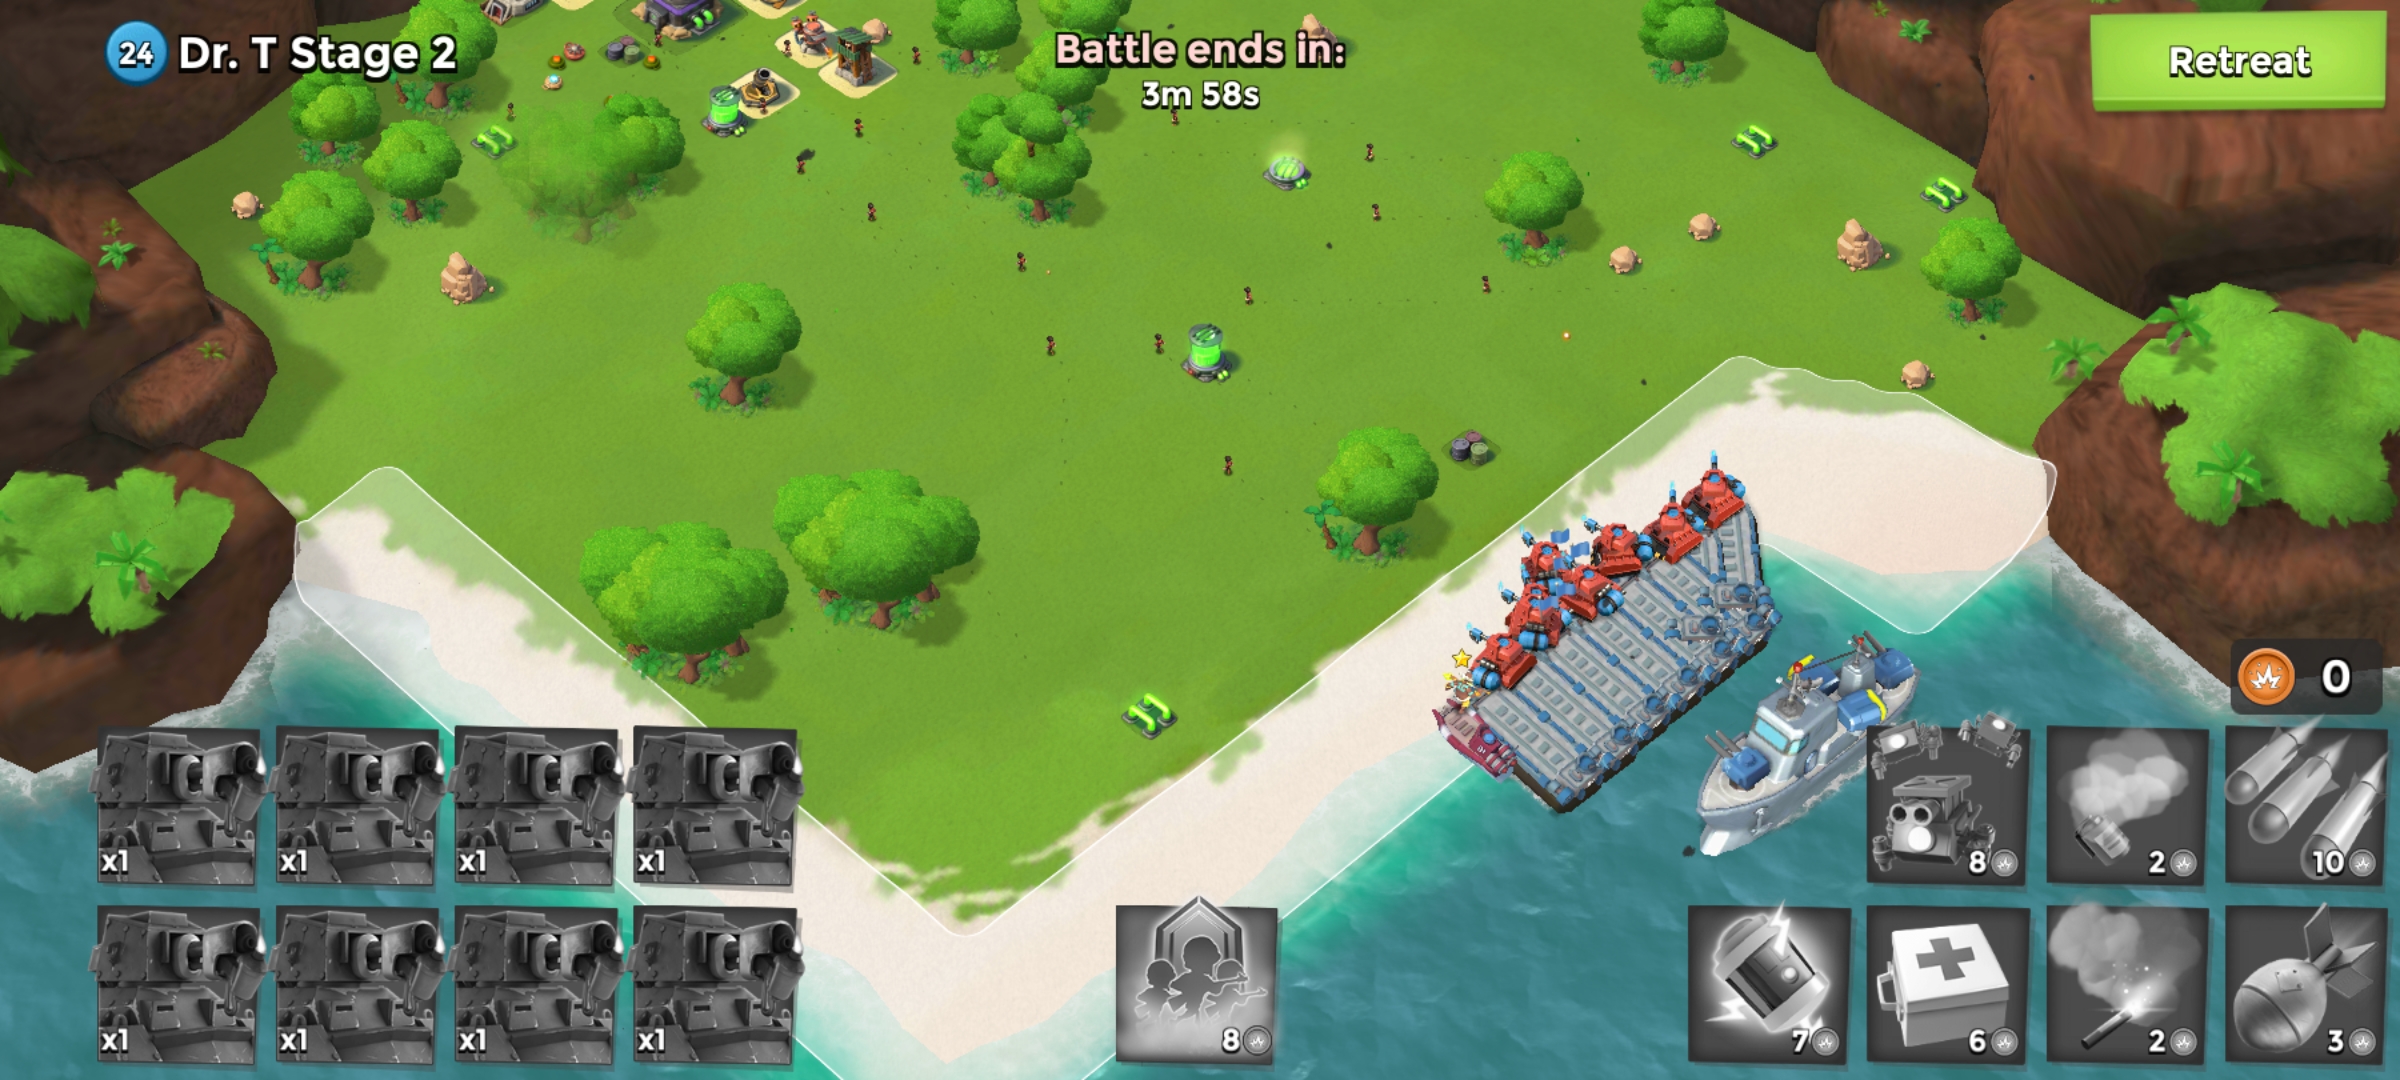 24 Dr. T Stage 2
Battle ends in:
3m 58s
Retreat
0
x1 x1 x1 x1
8 2 10
x1 x1 x1 x1
8
7 6 2 3